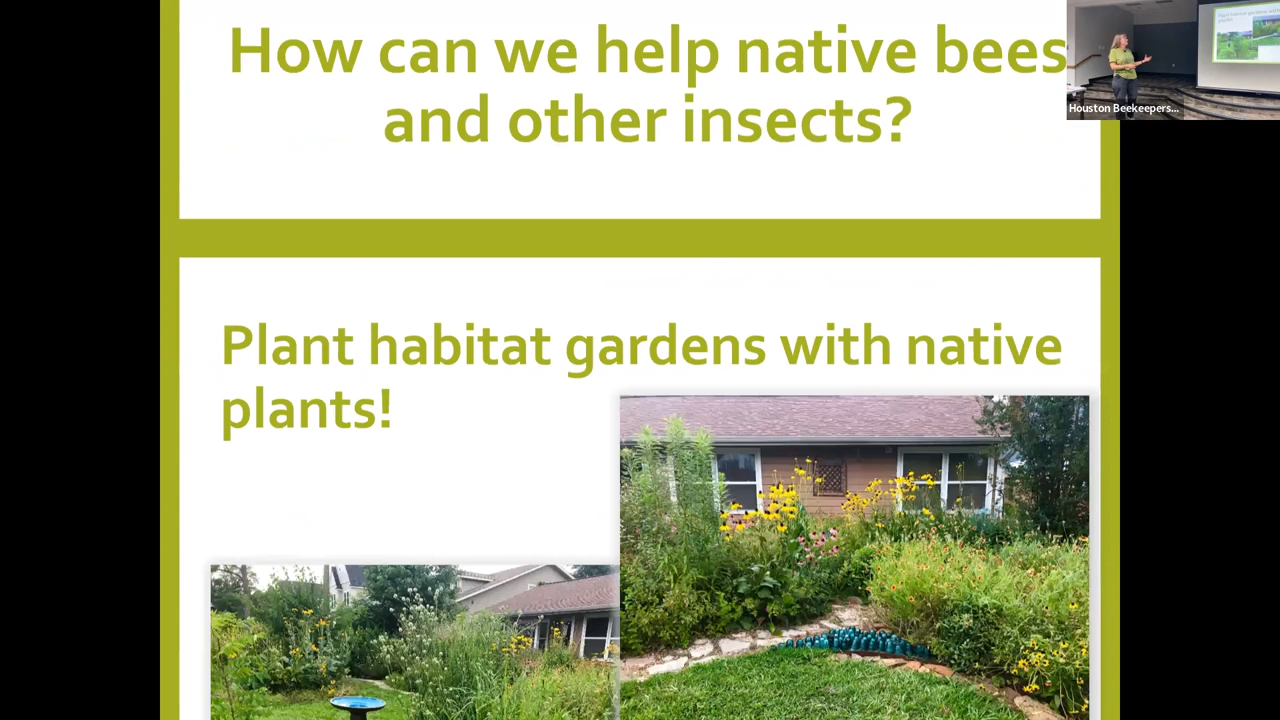 How can we help native bees
and other insects?
Houston Beekeepers...
Plant habitat gardens with native
plants!